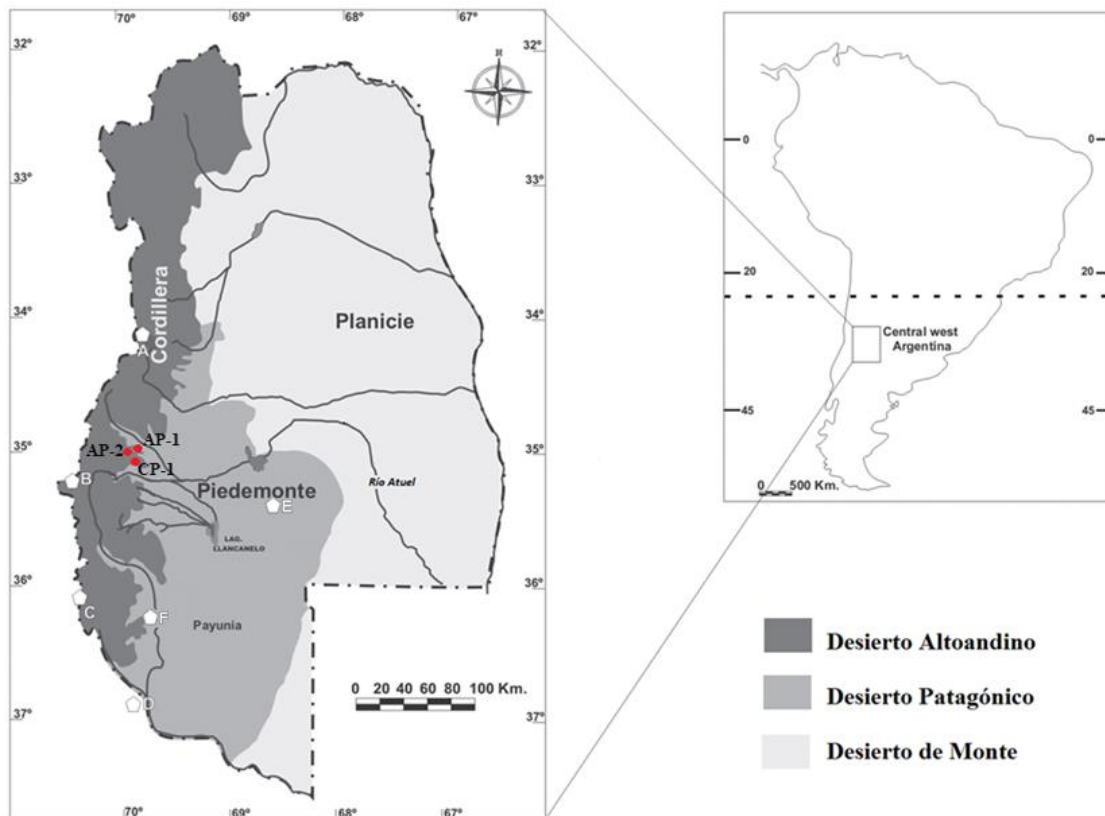 70°
69°
68°
67°
32°
32°
N
33°
33°
Cordillera
34°
34°
Planicie
A
35°
35°
AP-1
AP-2
CP-1
B
Piedemonte
Río Atuel
E
LAG.
LLANCANELO
36°
36°
C
F
Payunia
0 20 40 60 80 100 Km.
D
37°
37°
70°
69°
68°
67°
0
0
20
20
Central west
Argentina
45
45
0 500 Km.
Desierto Altoandino
Desierto Patagónico
Desierto de Monte